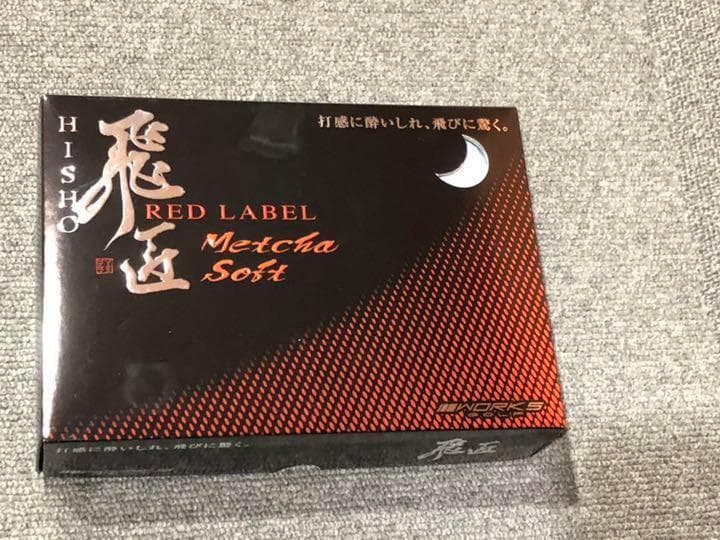 HISHO
飛匠
RED LABEL
Metcha
Soft
打感に酔いしれ、飛びに驚く。
WORKS
GOLF
打感に酔いしれ、飛びに驚く。
飛匠